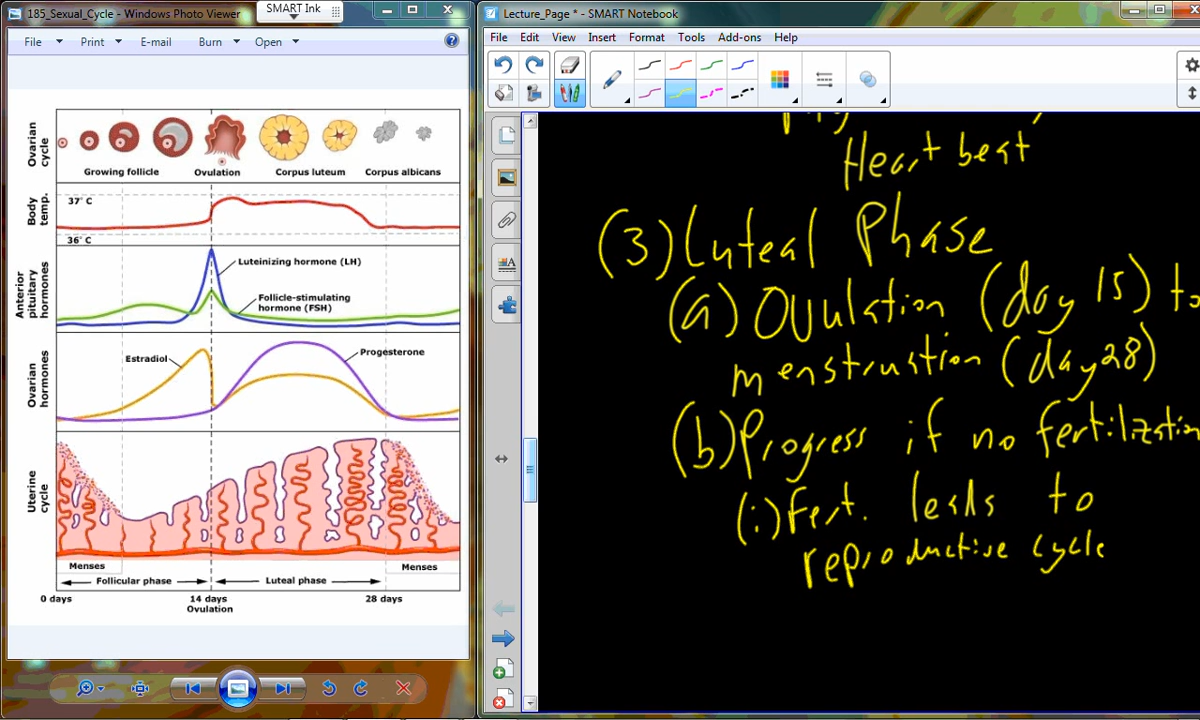 185_Sexual_Cycle - Windows Photo Viewer
SMART Ink
File Print E-mail Burn Open
Ovarian cycle
Growing follicle Ovulation Corpus luteum Corpus albicans
Body temp.
37° C
36° C
Anterior pituitary hormones
Luteinizing hormone (LH)
Follicle-stimulating
hormone (FSH)
Ovarian hormones
Estradiol
Progesterone
Uterine cycle
Menses Menses
Follicular phase Luteal phase
0 days 14 days 28 days
Ovulation
Lecture_Page * - SMART Notebook
File Edit View Insert Format Tools Add-ons Help
Heart beat
(3) Luteal Phase
(a) Ovulation (day 15) to
menstruation (day 28)
(b) Progress if no fertilization
(i) Fert. leads to
reproductive cycle